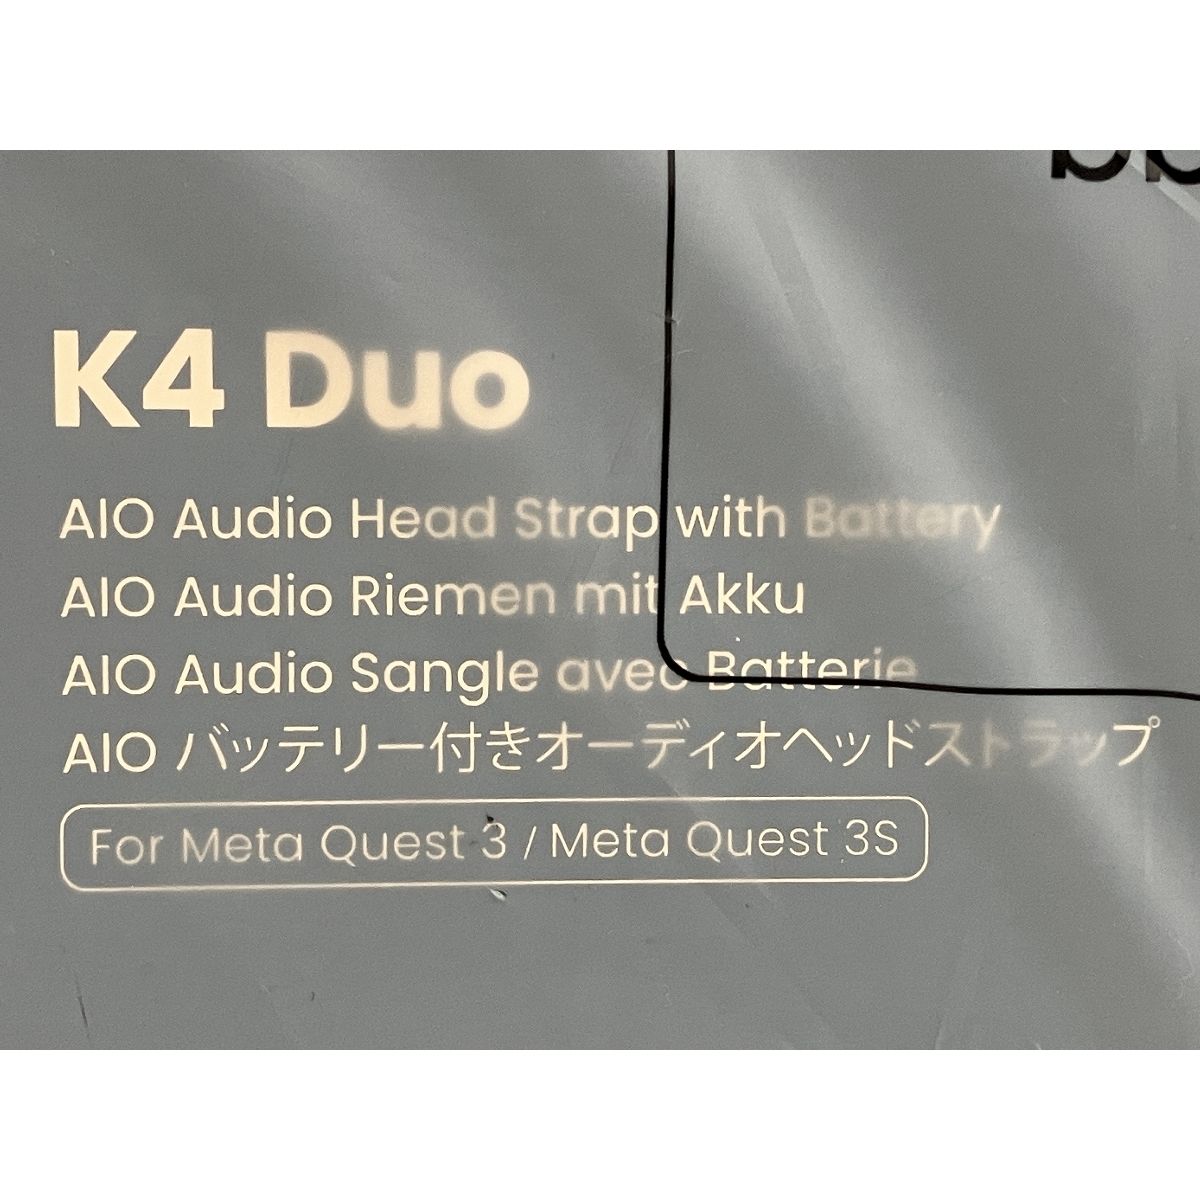 K4 Duo
AIO Audio Head Strap with Battery
AIO Audio Riemen mit Akku
AIO Audio Sangle avec Batterie
AIO バッテリー付きオーディオヘッドストラップ
For Meta Quest 3 / Meta Quest 3S